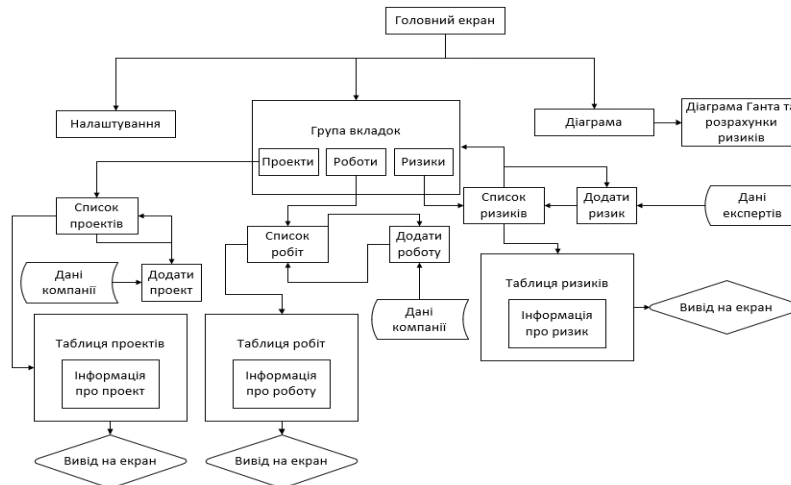 Головний екран
Налаштування
Група вкладок
Проекти
Роботи
Ризики
Діаграма
Діаграма Ганта та
розрахунки
ризиків
Список
проектів
Список
робіт
Додати
роботу
Список
ризиків
Додати
ризик
Дані
експертів
Дані
компанії
Додати
проект
Дані
компанії
Таблиця проектів
Інформація
про проект
Таблиця робіт
Інформація
про роботу
Таблиця ризиків
Інформація
про ризик
Вивід на екран
Вивід на екран
Вивід на екран